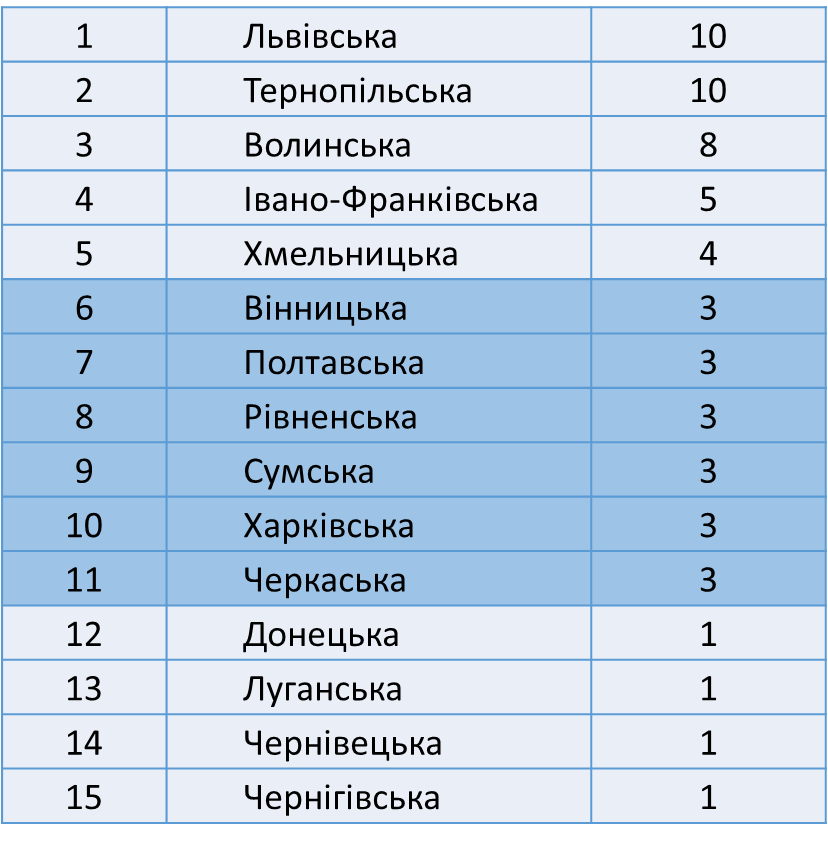 1 Львівська 10
2 Тернопільська 10
3 Волинська 8
4 Івано-Франківська 5
5 Хмельницька 4
6 Вінницька 3
7 Полтавська 3
8 Рівненська 3
9 Сумська 3
10 Харківська 3
11 Черкаська 3
12 Донецька 1
13 Луганська 1
14 Чернівецька 1
15 Чернігівська 1